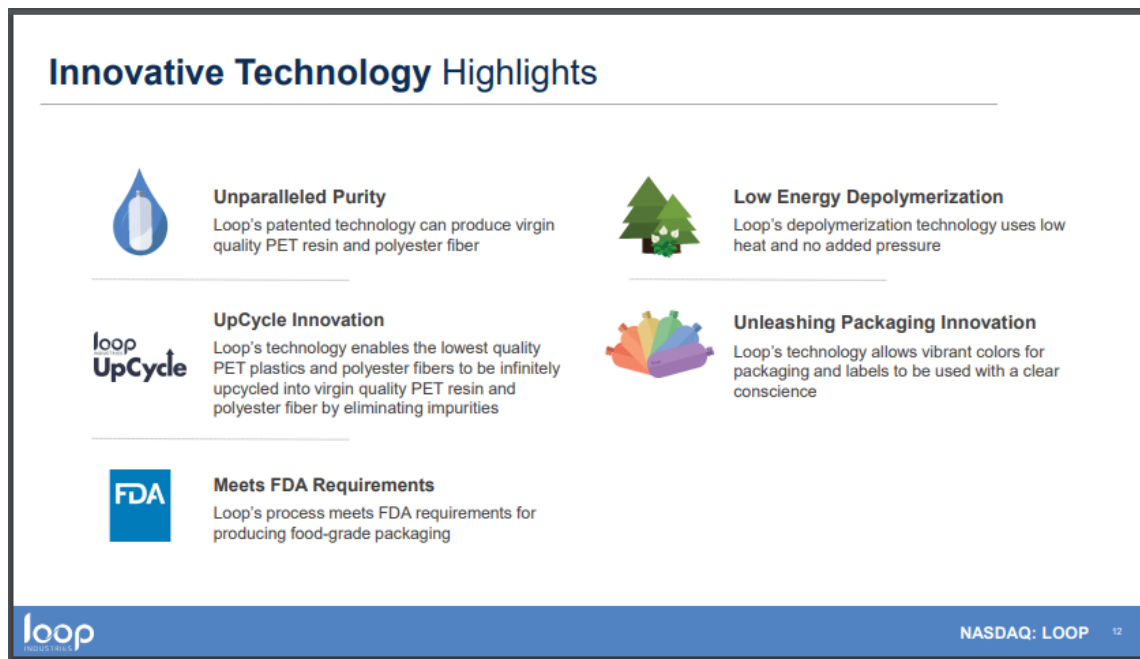 Innovative Technology Highlights
Unparalleled Purity
Loop's patented technology can produce virgin
quality PET resin and polyester fiber
loop
INDUSTRIES
UpCycle
UpCycle Innovation
Loop's technology enables the lowest quality
PET plastics and polyester fibers to be infinitely
upcycled into virgin quality PET resin and
polyester fiber by eliminating impurities
FDA
Meets FDA Requirements
Loop's process meets FDA requirements for
producing food-grade packaging
Low Energy Depolymerization
Loop's depolymerization technology uses low
heat and no added pressure
Unleashing Packaging Innovation
Loop's technology allows vibrant colors for
packaging and labels to be used with a clear
conscience
loop
INDUSTRIES
NASDAQ: LOOP 12